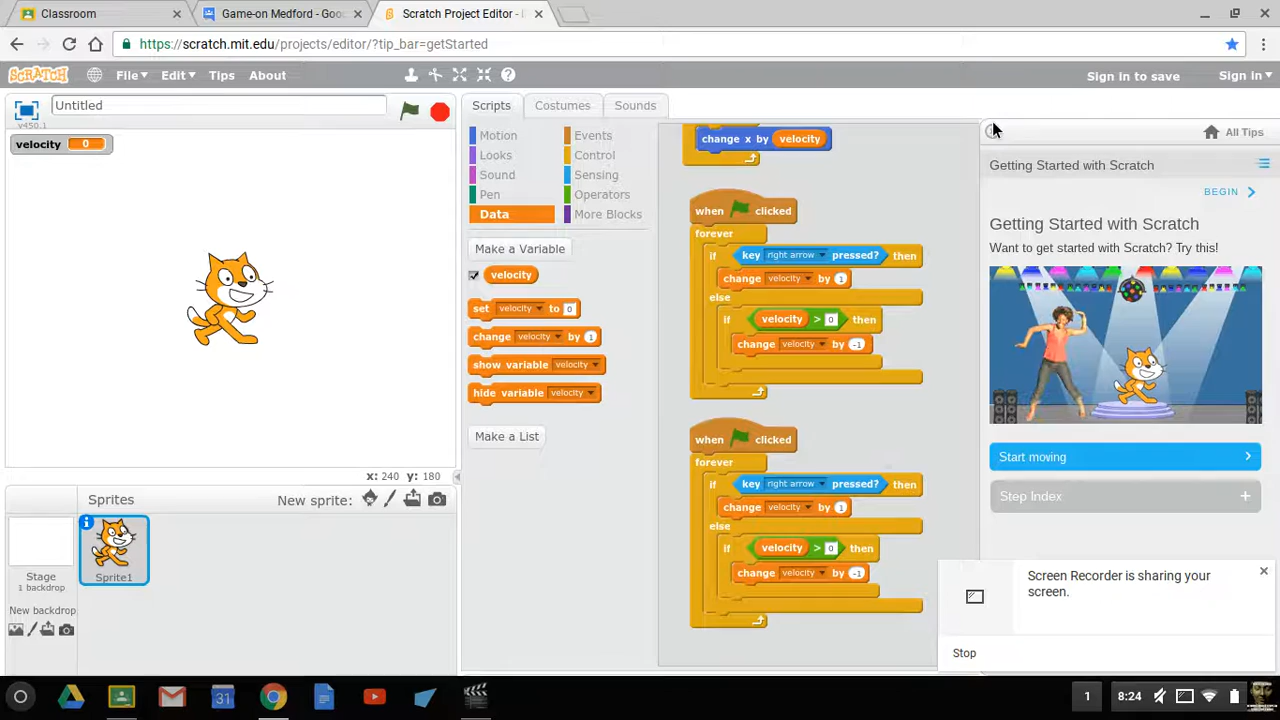 Classroom
Game-on Medford - Goo
Scratch Project Editor - I
https://scratch.mit.edu/projects/editor/?tip_bar=getStarted
SCRATCH File Edit Tips About Sign in to save Sign in
Untitled
v450.1
velocity 0
x: 240 y: 180
Scripts Costumes Sounds
Motion Events
Looks Control
Sound Sensing
Pen Operators
Data More Blocks
Make a Variable
velocity
set velocity to 0
change velocity by 1
show variable velocity
hide variable velocity
Make a List
change x by velocity
when clicked
forever
if key right arrow pressed? then
change velocity by 1
else
if velocity > 0 then
change velocity by -1
when clicked
forever
if key right arrow pressed? then
change velocity by 1
else
if velocity > 0 then
change velocity by -1
All Tips
Getting Started with Scratch
BEGIN
Getting Started with Scratch
Want to get started with Scratch? Try this!
Start moving
Step Index
Sprites New sprite:
Stage
1 backdrop
Sprite1
New backdrop
Screen Recorder is sharing your
screen.
Stop
31
1 8:24